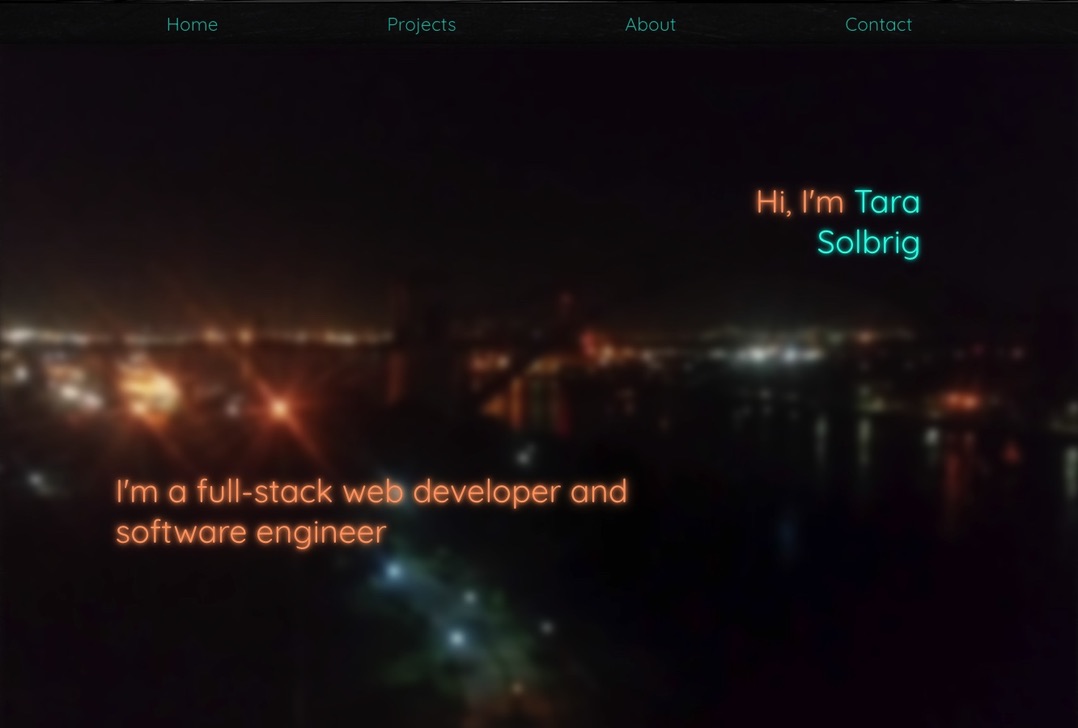 Home Projects About Contact
Hi, I'm Tara
Solbrig
I'm a full-stack web developer and
software engineer